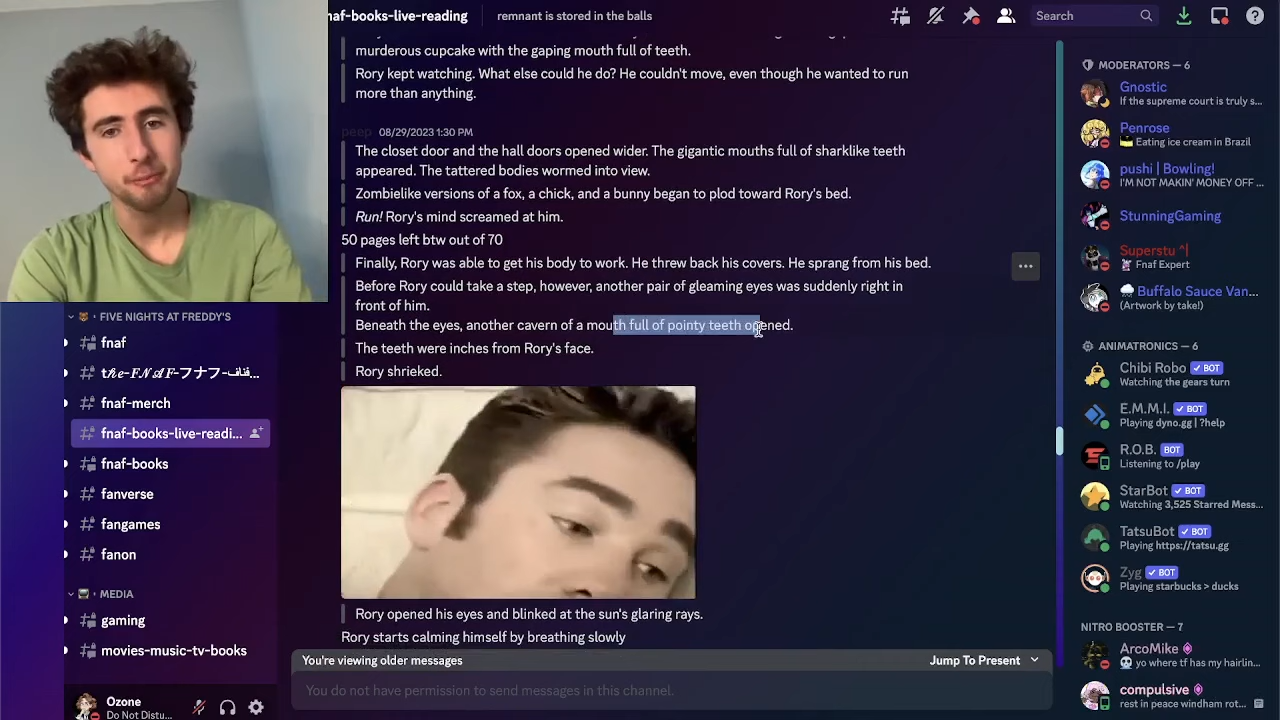 fnaf-books-live-reading
remnant is stored in the balls
Search
murderous cupcake with the gaping mouth full of teeth.
Rory kept watching. What else could he do? He couldn't move, even though he wanted to run
more than anything.
peep 08/29/2023 1:30 PM
The closet door and the hall doors opened wider. The gigantic mouths full of sharklike teeth
appeared. The tattered bodies wormed into view.
Zombielike versions of a fox, a chick, and a bunny began to plod toward Rory's bed.
Run! Rory's mind screamed at him.
50 pages left btw out of 70
Finally, Rory was able to get his body to work. He threw back his covers. He sprang from his bed.
Before Rory could take a step, however, another pair of gleaming eyes was suddenly right in
front of him.
Beneath the eyes, another cavern of a mouth full of pointy teeth opened.
The teeth were inches from Rory's face.
Rory shrieked.
Rory opened his eyes and blinked at the sun's glaring rays.
Rory starts calming himself by breathing slowly
You're viewing older messages
Jump To Present
You do not have permission to send messages in this channel.
FIVE NIGHTS AT FREDDY'S
fnaf
fnaf-merch
fnaf-books-live-readi...
fnaf-books
fanverse
fangames
fanon
MEDIA
gaming
movies-music-tv-books
Ozone
Do Not Distu...
MODERATORS — 6
Gnostic
If the supreme court is truly s...
Penrose
Eating ice cream in Brazil
pushi | Bowling!
I'M NOT MAKIN' MONEY OFF ...
StunningGaming
Superstu ^|
Fnaf Expert
Buffalo Sauce Van...
(Artwork by take!)
ANIMATRONICS — 6
Chibi Robo BOT
Watching the gears turn
E.M.M.I. BOT
Playing dyno.gg | ?help
R.O.B. BOT
Listening to /play
StarBot BOT
Watching 3,525 Starred Mess...
TatsuBot BOT
Playing https://tatsu.gg
Zyg BOT
Playing starbucks > ducks
NITRO BOOSTER — 7
ArcoMike
yo where tf has my hairlin...
compulsive
rest in peace windham rot...